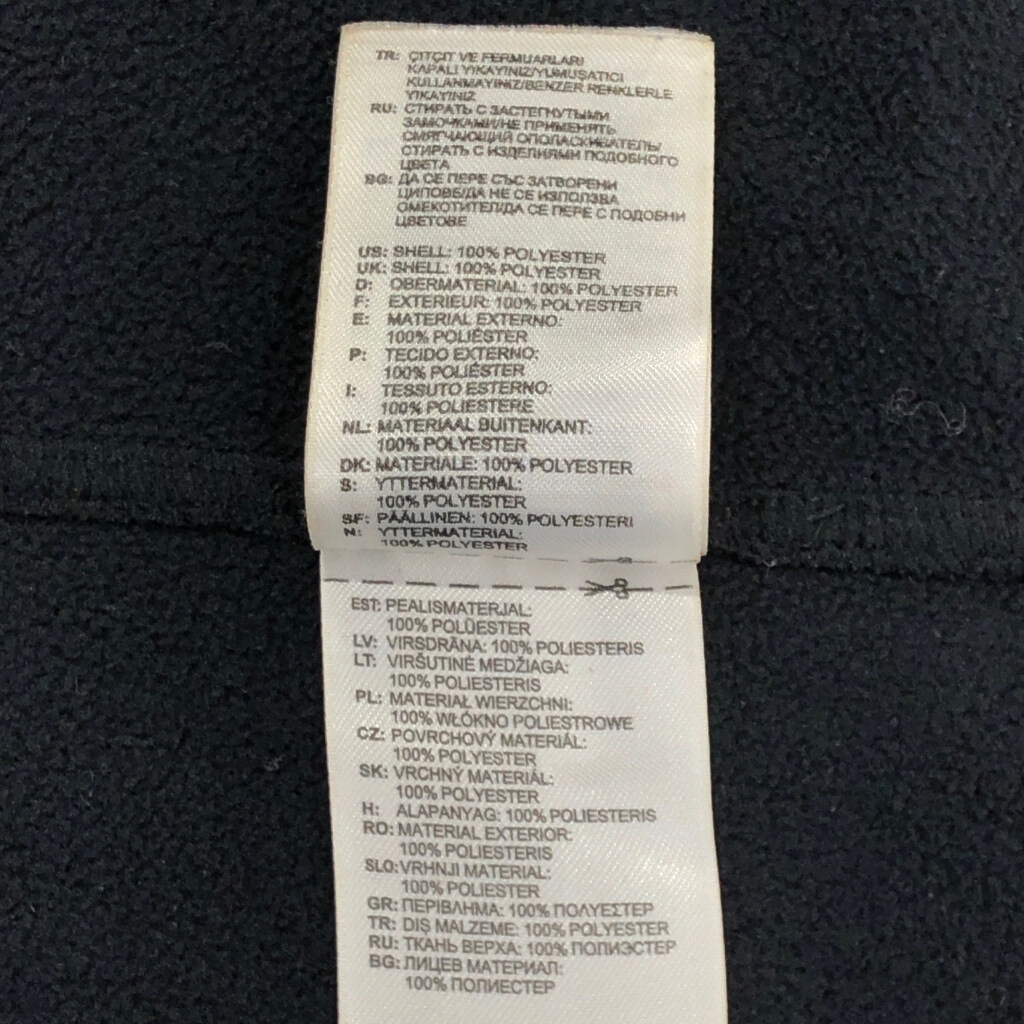 TR: ÇITÇIT VE FERMUARLARI
KAPALI YIKAYINIZ/YUMUŞATICI
KULLANMAYINIZ/BENZER RENKLERLE
YIKAYINIZ
RU: СТИРАТЬ С ЗАСТЕГНУТЫМИ
ЗАМОЧКАМИ/НЕ ПРИМЕНЯТЬ
СМЯГЧАЮЩИЙ ОПОЛАСКИВАТЕЛЬ/
СТИРАТЬ С ИЗДЕЛИЯМИ ПОДОБНОГО
ЦВЕТА
BG: ДА СЕ ПЕРЕ СЪС ЗАТВОРЕНИ
ЦИПОВЕ/ДА НЕ СЕ ИЗПОЛЗВА
ОМЕКОТИТЕЛ/ДА СЕ ПЕРЕ С ПОДОБНИ
ЦВЕТОВЕ
US: SHELL: 100% POLYESTER
UK: SHELL: 100% POLYESTER
D: OBERMATERIAL: 100% POLYESTER
F: EXTERIEUR: 100% POLYESTER
E: MATERIAL EXTERNO:
100% POLIÉSTER
P: TECIDO EXTERNO:
100% POLIÉSTER
I: TESSUTO ESTERNO:
100% POLIESTERE
NL: MATERIAAL BUITENKANT:
100% POLYESTER
DK: MATERIALE: 100% POLYESTER
S: YTTERMATERIAL:
100% POLYESTER
SF: PÄÄLLINEN: 100% POLYESTERI
N: YTTERMATERIAL:
100% POLYESTER
EST: PEALISMATERJAL:
100% POLÜESTER
LV: VIRSDRĀNA: 100% POLIESTERIS
LT: VIRŠUTINĖ MEDŽIAGA:
100% POLIESTERIS
PL: MATERIAŁ WIERZCHNI:
100% WŁÓKNO POLIESTROWE
CZ: POVRCHOVÝ MATERIÁL:
100% POLYESTER
SK: VRCHNÝ MATERIÁL:
100% POLYESTER
H: ALAPANYAG: 100% POLIESTERIS
RO: MATERIAL EXTERIOR:
100% POLIESTERIS
SLO: VRHNJI MATERIAL:
100% POLIESTER
GR: ΠΕΡΙΒΛΗΜΑ: 100% ΠΟΛΥΕΣΤΕΡ
TR: DIŞ MALZEME: 100% POLYESTER
RU: ТКАНЬ ВЕРХА: 100% ПОЛИЭСТЕР
BG: ЛИЦЕВ МАТЕРИАЛ:
100% ПОЛИЕСТЕР